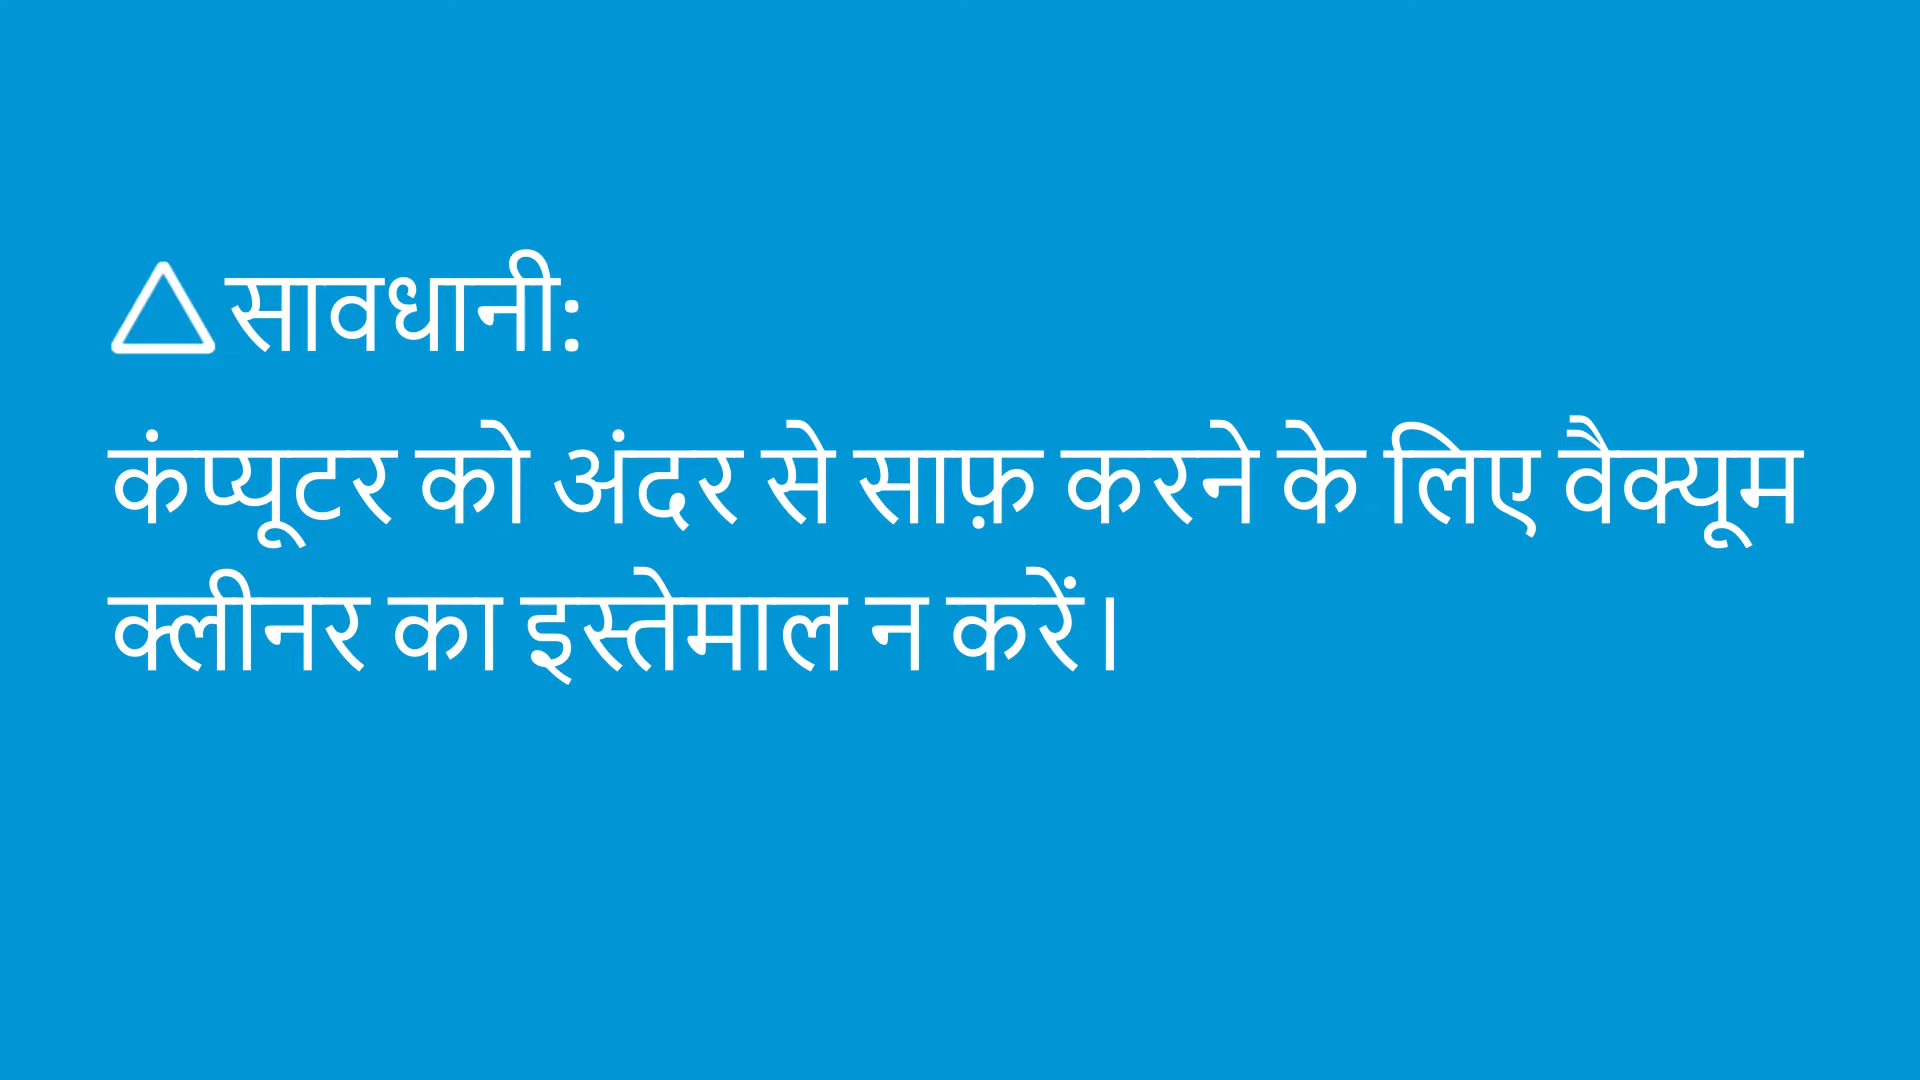 सावधानी:
कंप्यूटर को अंदर से साफ़ करने के लिए वैक्यूम
क्लीनर का इस्तेमाल न करें।